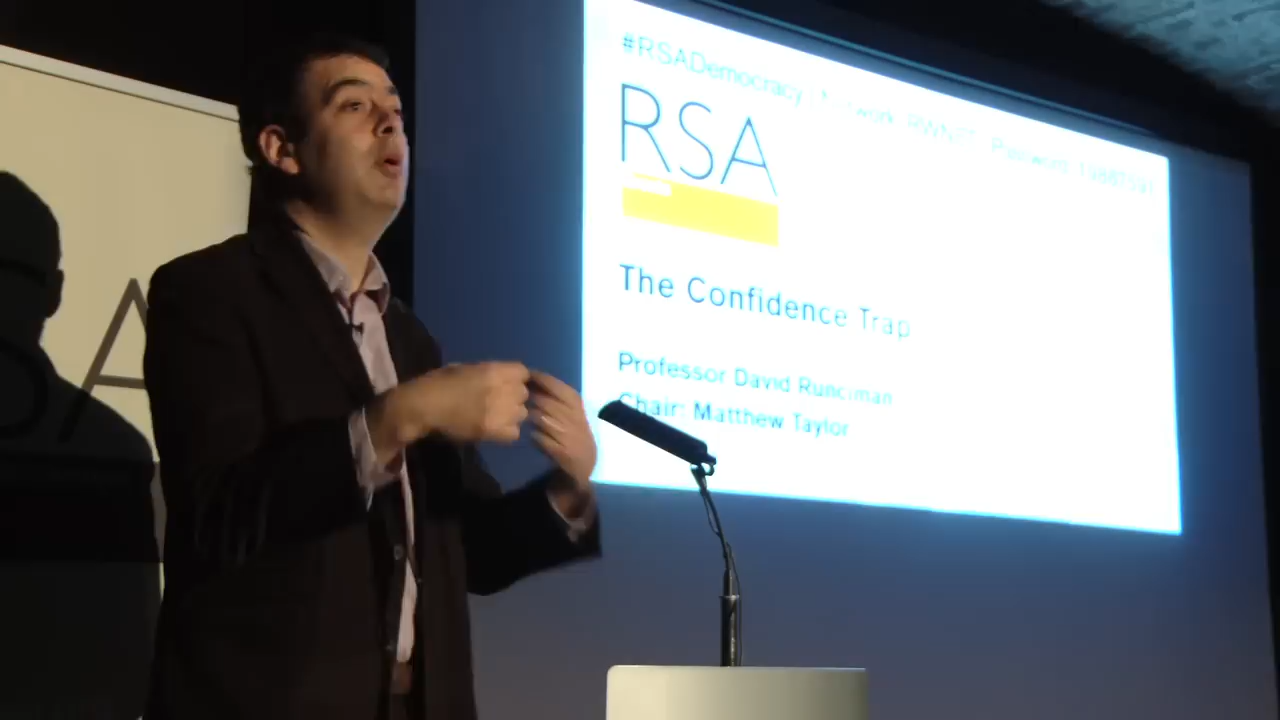 #RSADemocracy
RSA
The Confidence Trap
Professor David Runciman
Chair: Matthew Taylor
A